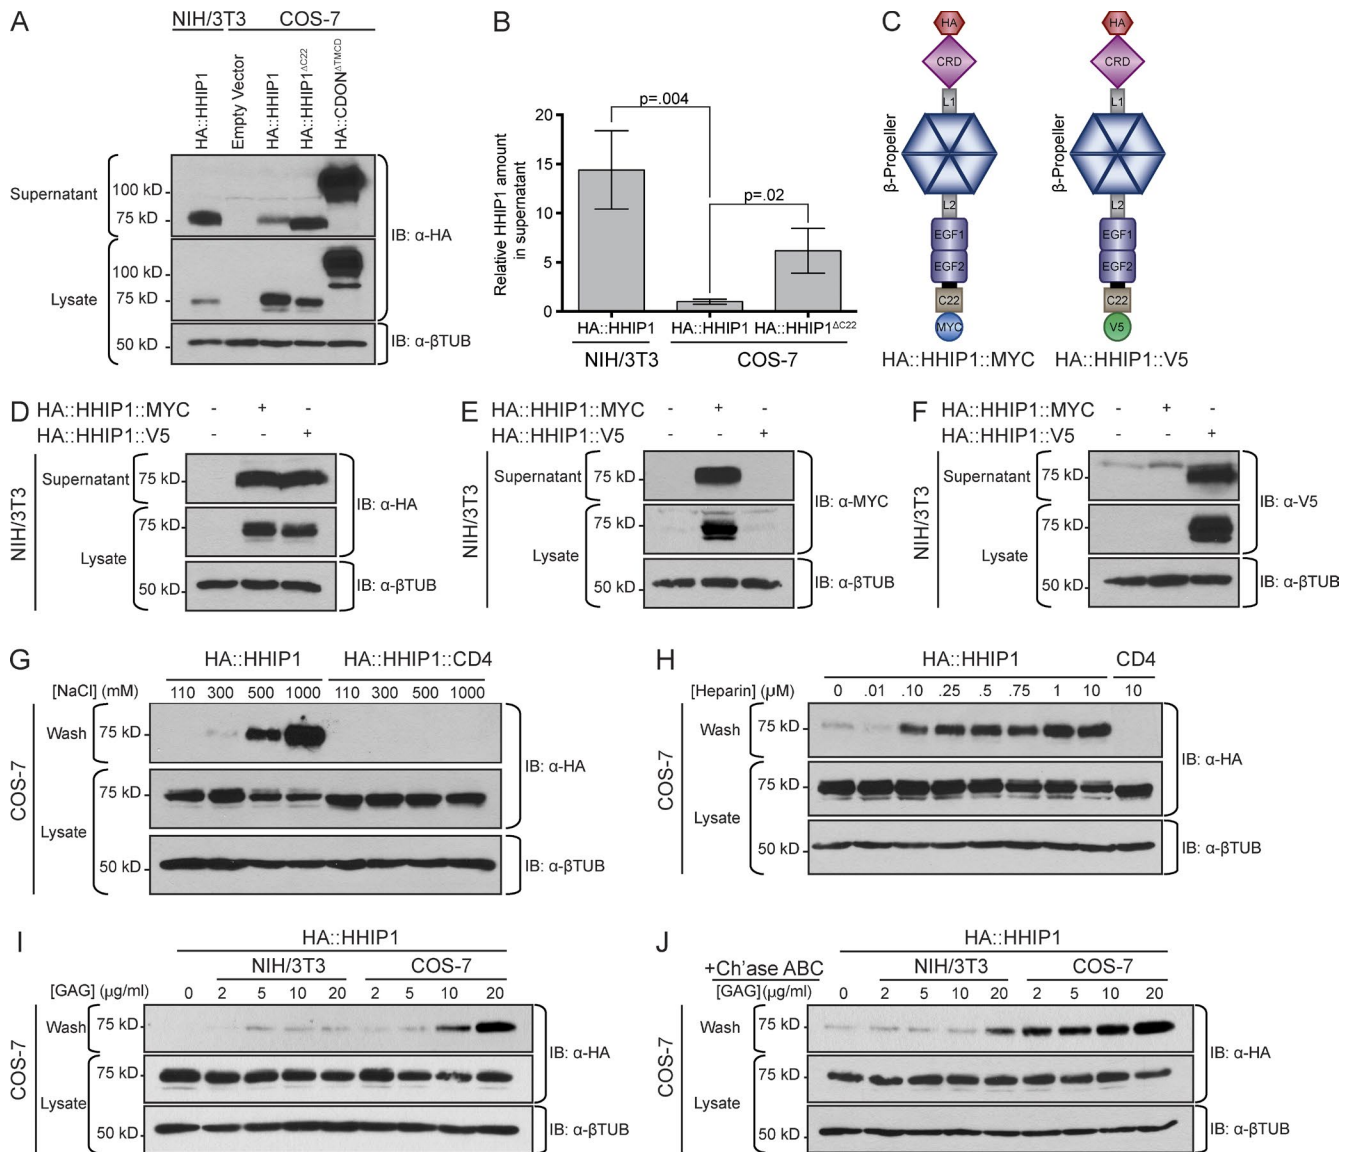 A
NIH/3T3 COS-7
HA::HHIP1
Empty Vector
HA::HHIP1
HA::HHIP1ΔC22
HA::CDONΔTMCD
Supernatant
100 kD
75 kD
IB: α-HA
Lysate
100 kD
75 kD
50 kD
IB: α-βTUB
B
Relative HHIP1 amount
in supernatant
20
15
10
5
0
p=.004
p=.02
HA::HHIP1 HA::HHIP1 HA::HHIP1ΔC22
NIH/3T3 COS-7
C
HA HA
CRD CRD
L1 L1
β-Propeller β-Propeller
L2 L2
EGF1 EGF1
EGF2 EGF2
C22 C22
MYC V5
HA::HHIP1::MYC HA::HHIP1::V5
D
HA::HHIP1::MYC - + -
HA::HHIP1::V5 - - +
NIH/3T3
Supernatant 75 kD
IB: α-HA
Lysate 75 kD
50 kD IB: α-βTUB
E
HA::HHIP1::MYC - + -
HA::HHIP1::V5 - - +
NIH/3T3
Supernatant 75 kD
IB: α-MYC
Lysate 75 kD
50 kD IB: α-βTUB
F
HA::HHIP1::MYC - + -
HA::HHIP1::V5 - - +
NIH/3T3
Supernatant 75 kD
IB: α-V5
Lysate 75 kD
50 kD IB: α-βTUB
G
HA::HHIP1 HA::HHIP1::CD4
[NaCl] (mM) 110 300 500 1000 110 300 500 1000
COS-7
Wash 75 kD
IB: α-HA
75 kD
Lysate
50 kD IB: α-βTUB
H
HA::HHIP1 CD4
[Heparin] (μM) 0 .01 .10 .25 .5 .75 1 10 10
COS-7
Wash 75 kD
IB: α-HA
75 kD
Lysate
50 kD IB: α-βTUB
I
HA::HHIP1
NIH/3T3 COS-7
[GAG] (μg/ml) 0 2 5 10 20 2 5 10 20
COS-7
Wash 75 kD
IB: α-HA
75 kD
Lysate
50 kD IB: α-βTUB
J
HA::HHIP1
+Ch'ase ABC NIH/3T3 COS-7
[GAG](μg/ml) 0 2 5 10 20 2 5 10 20
COS-7
Wash 75 kD
IB: α-HA
75 kD
Lysate
50 kD IB: α-βTUB